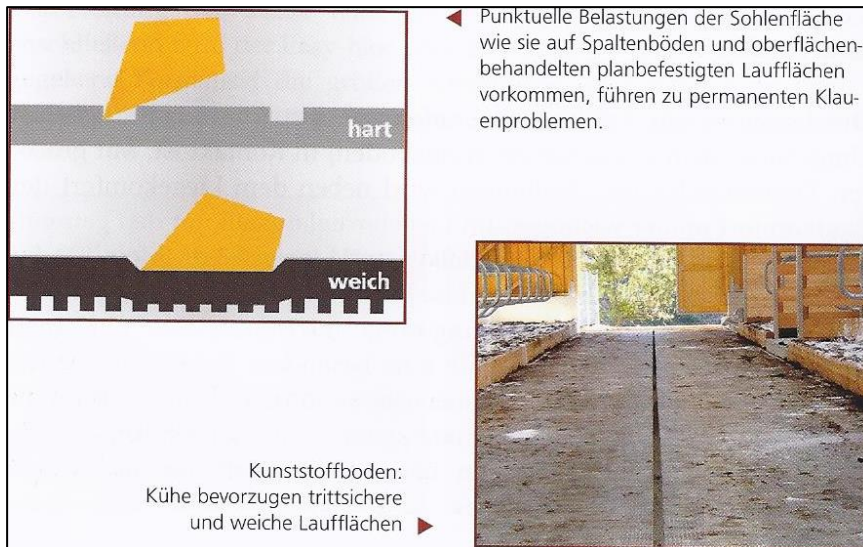 Punktuelle Belastungen der Sohlenfläche
wie sie auf Spaltenböden und oberflächen-
behandelten planbefestigten Laufflächen
vorkommen, führen zu permanenten Klau-
enproblemen.
hart
weich
Kunststoffboden:
Kühe bevorzugen trittsichere
und weiche Laufflächen